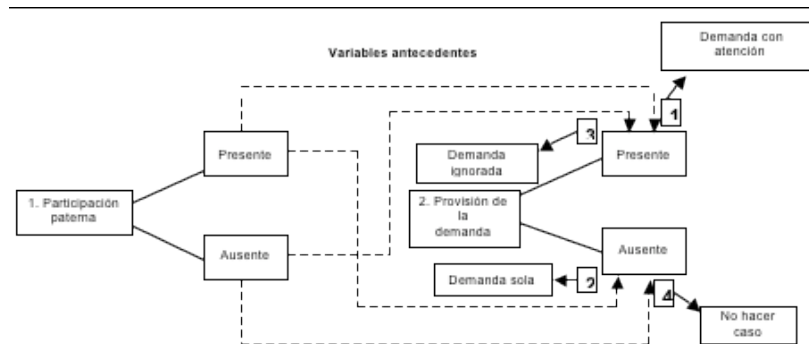 Demanda con
atención
Variables antecedentes
1
3
Presente
Demanda
ignorada
Presente
1. Participación
paterna
2. Provisión de
la
demanda
Ausente
Ausente
Demanda sola
2
4
No hacer
caso